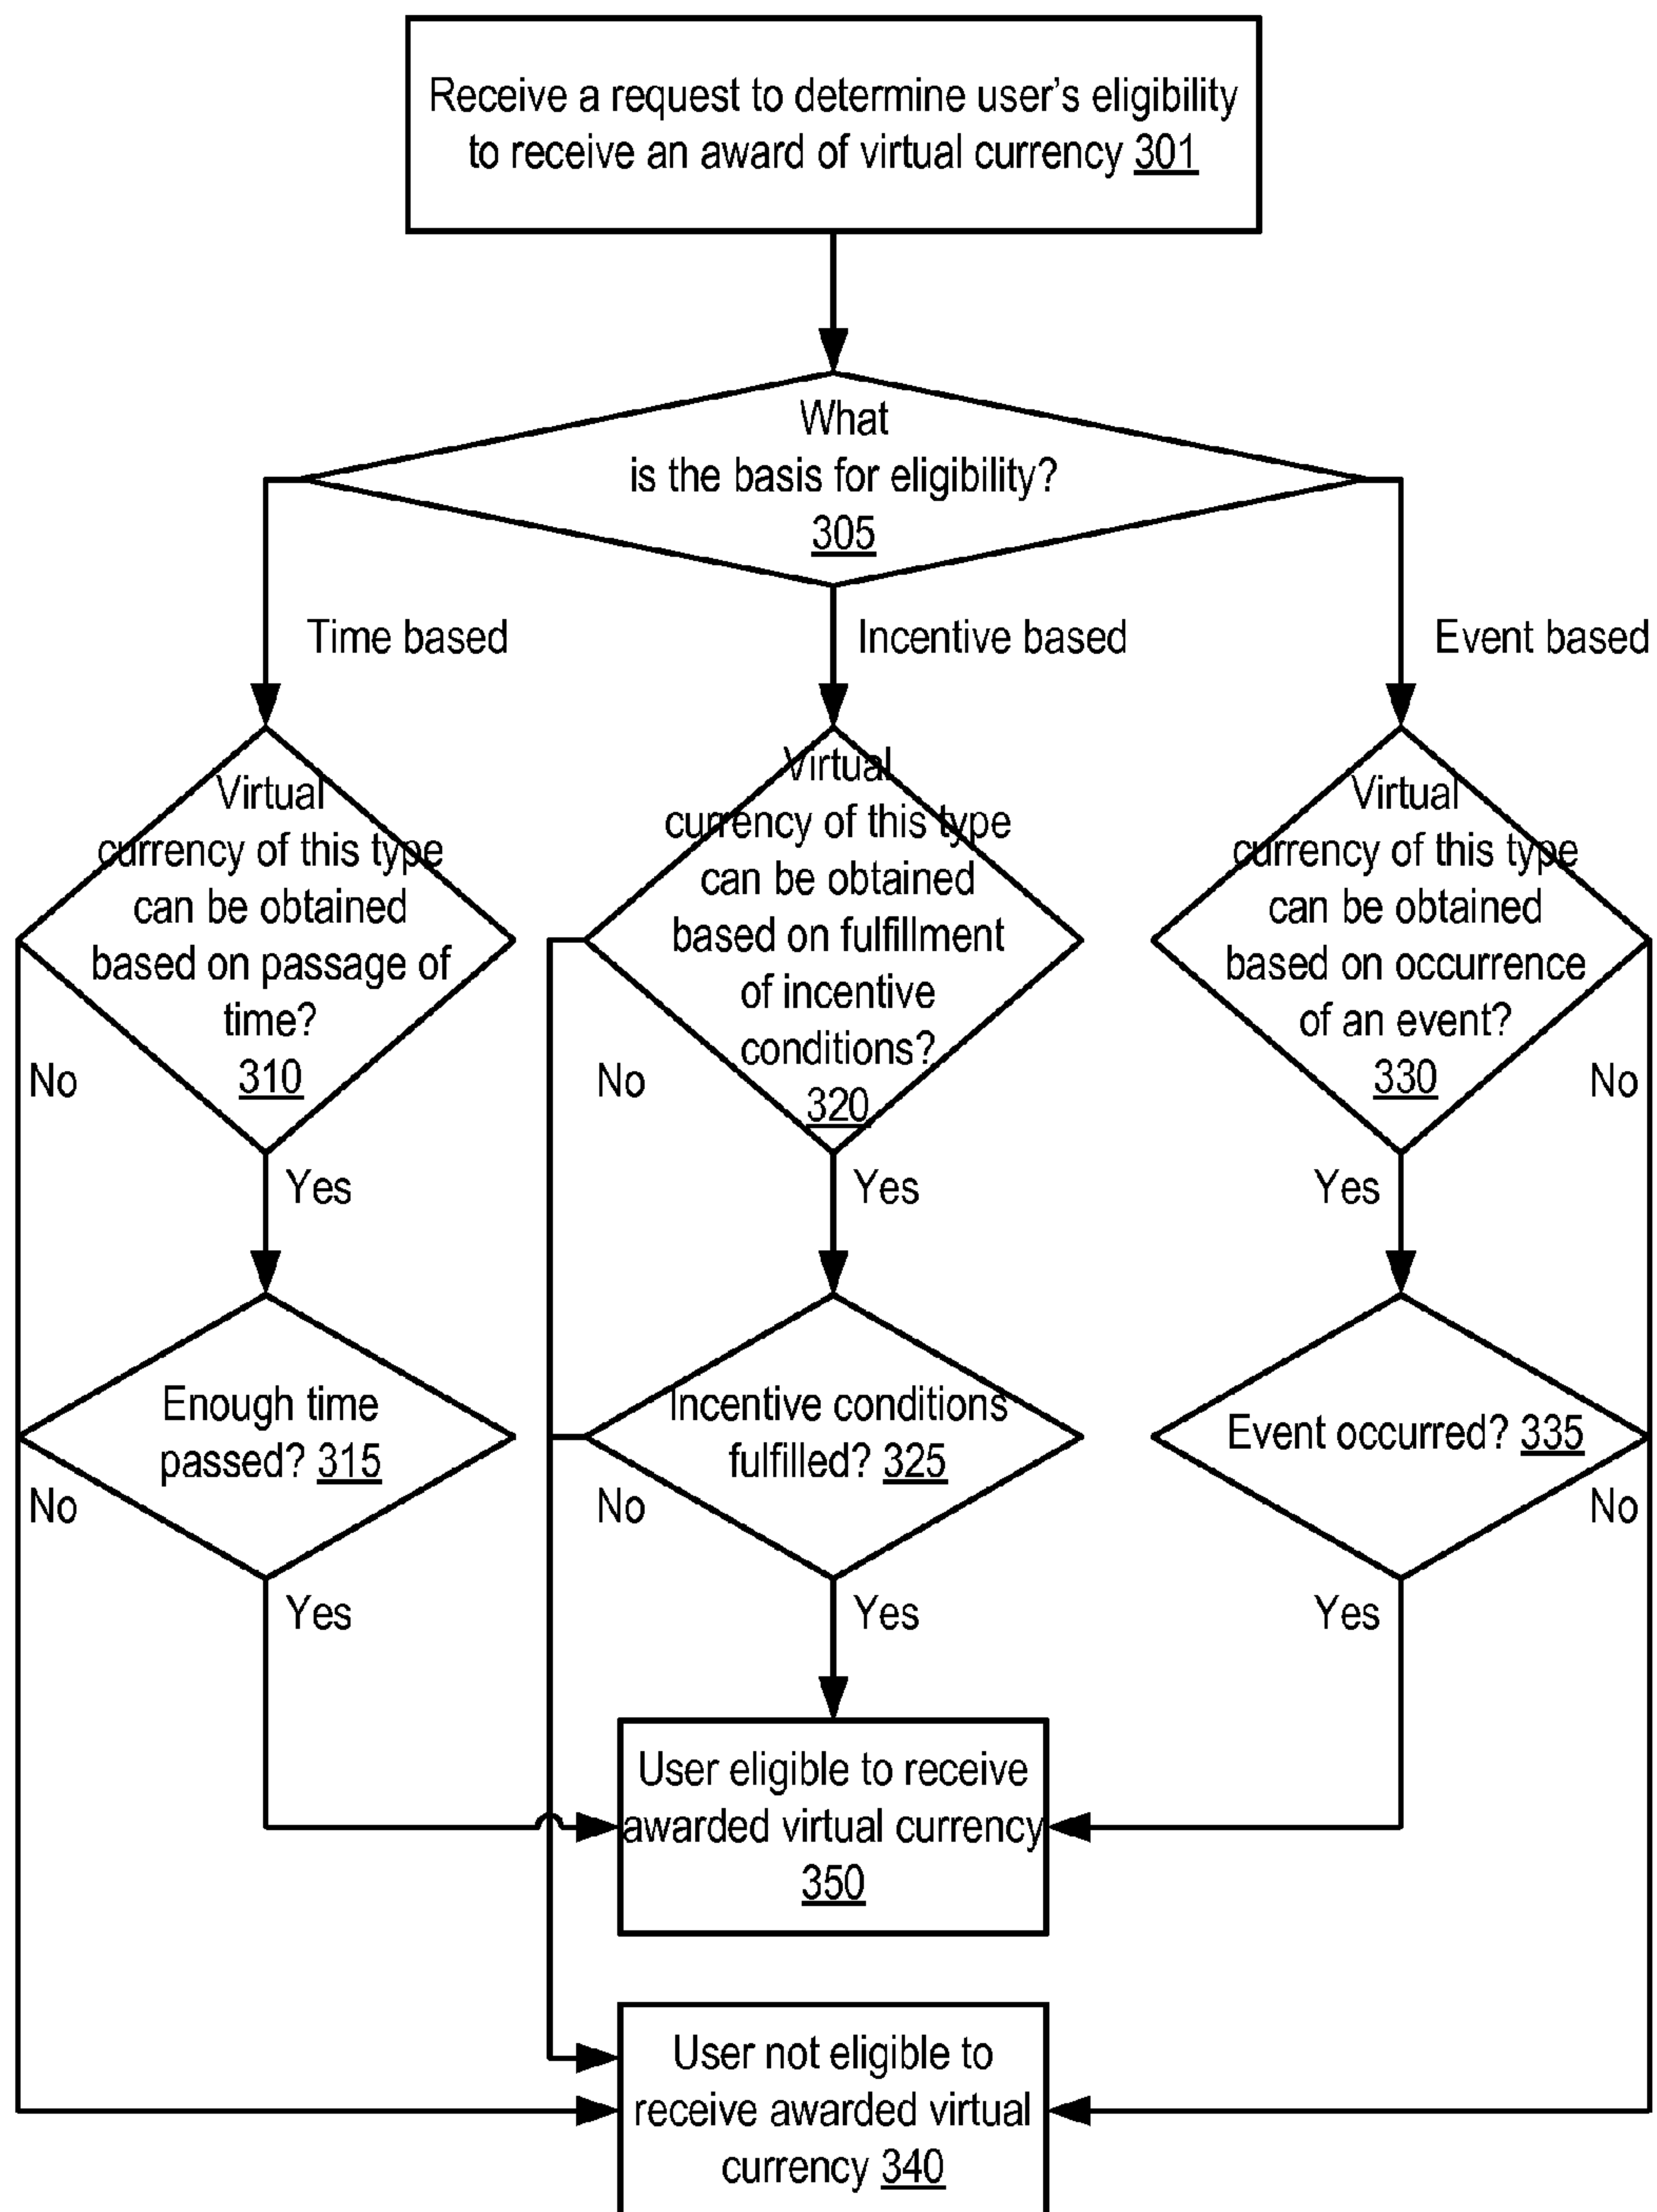 Receive a request to determine user's eligibility
to receive an award of virtual currency 301
What
is the basis for eligibility?
305
Time based
Incentive based
Event based
Virtual
currency of this type
can be obtained
based on passage of
time?
310
No
Yes
Virtual
currency of this type
can be obtained
based on fulfillment
of incentive
conditions?
320
No
Yes
Virtual
currency of this type
can be obtained
based on occurrence
of an event?
330
No
Yes
Enough time
passed? 315
No
Yes
Incentive conditions
fulfilled? 325
No
Yes
Event occurred? 335
No
Yes
User eligible to receive
awarded virtual currency
350
User not eligible to
receive awarded virtual
currency 340